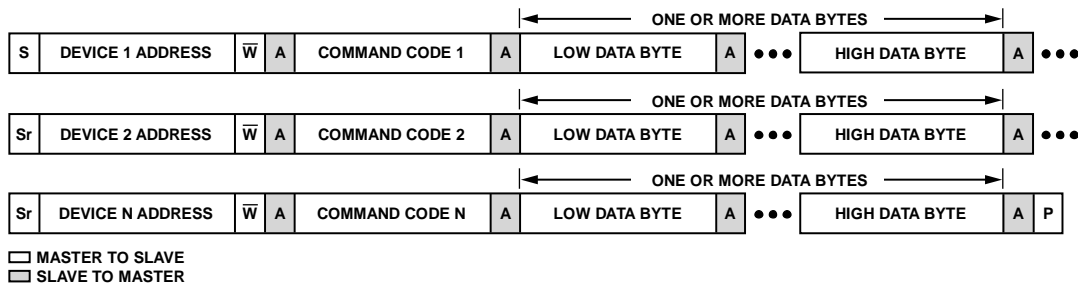 ONE OR MORE DATA BYTES
S DEVICE 1 ADDRESS W̅ A COMMAND CODE 1 A LOW DATA BYTE A ••• HIGH DATA BYTE A •••
ONE OR MORE DATA BYTES
Sr DEVICE 2 ADDRESS W̅ A COMMAND CODE 2 A LOW DATA BYTE A ••• HIGH DATA BYTE A •••
ONE OR MORE DATA BYTES
Sr DEVICE N ADDRESS W̅ A COMMAND CODE N A LOW DATA BYTE A ••• HIGH DATA BYTE A P
MASTER TO SLAVE
SLAVE TO MASTER